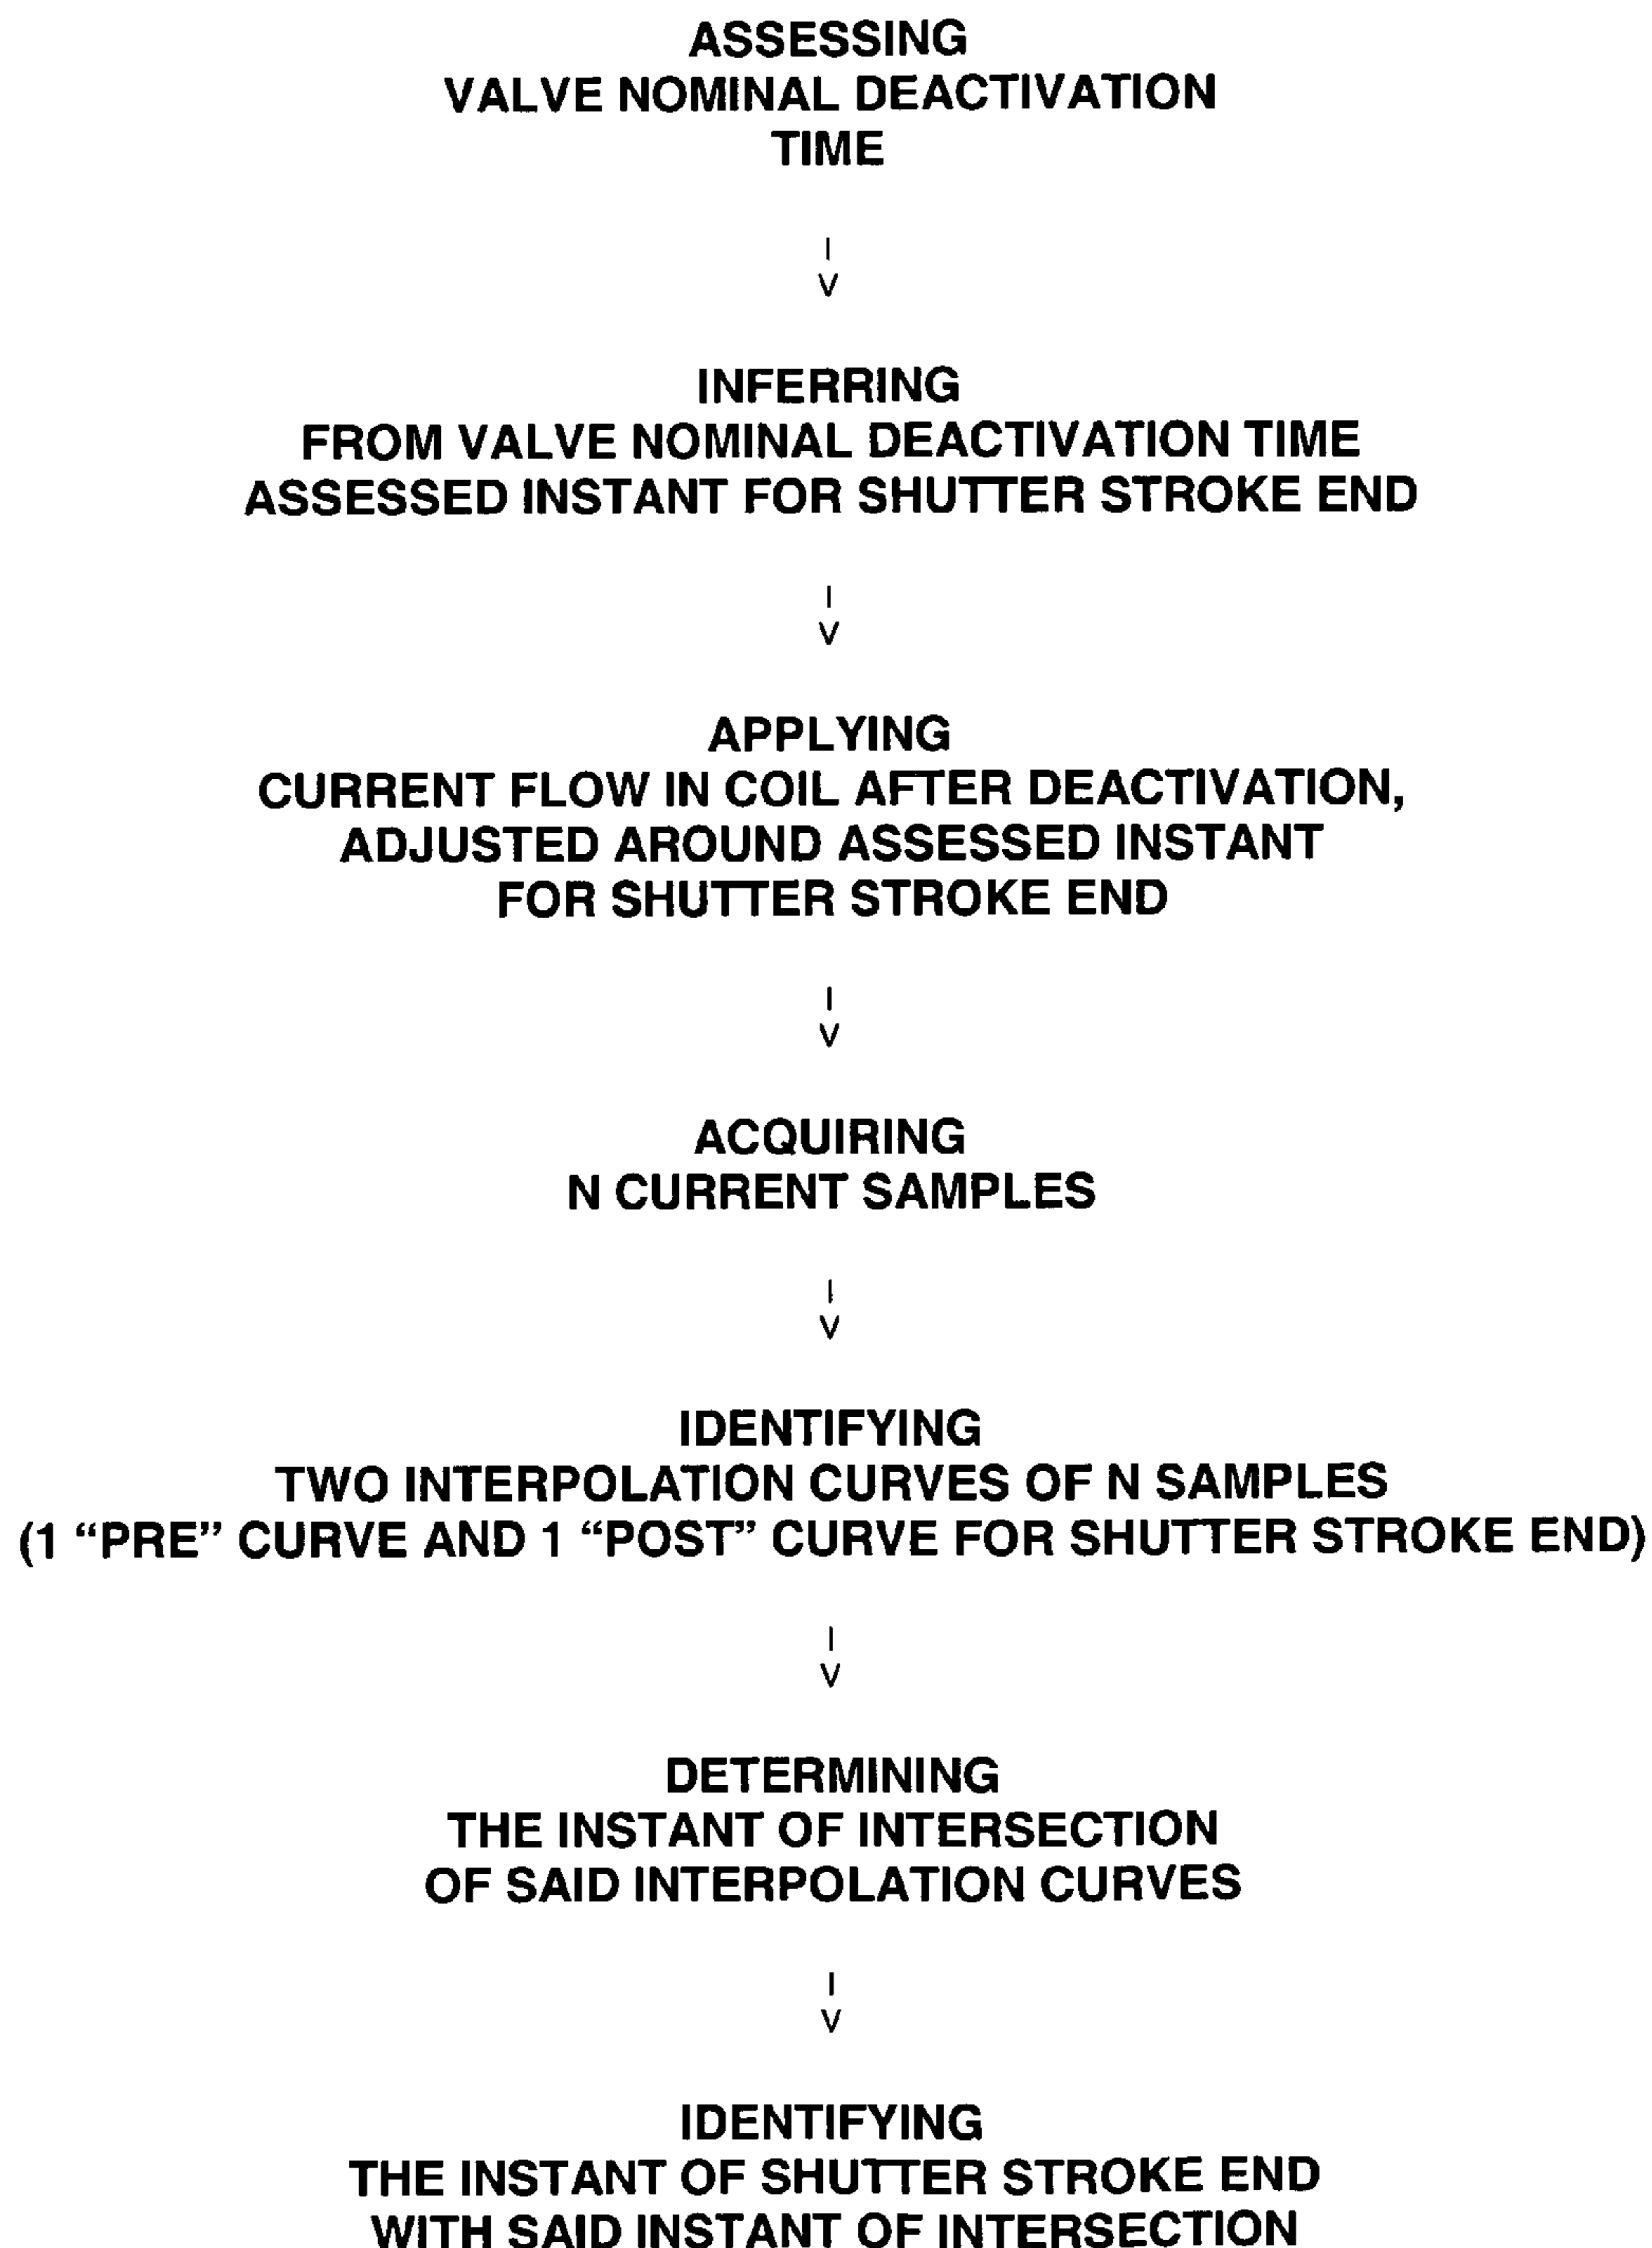 ASSESSING
VALVE NOMINAL DEACTIVATION
TIME
|
V
INFERRING
FROM VALVE NOMINAL DEACTIVATION TIME
ASSESSED INSTANT FOR SHUTTER STROKE END
|
V
APPLYING
CURRENT FLOW IN COIL AFTER DEACTIVATION,
ADJUSTED AROUND ASSESSED INSTANT
FOR SHUTTER STROKE END
|
V
ACQUIRING
N CURRENT SAMPLES
|
V
IDENTIFYING
TWO INTERPOLATION CURVES OF N SAMPLES
(1 “PRE” CURVE AND 1 “POST” CURVE FOR SHUTTER STROKE END)
|
V
DETERMINING
THE INSTANT OF INTERSECTION
OF SAID INTERPOLATION CURVES
|
V
IDENTIFYING
THE INSTANT OF SHUTTER STROKE END
WITH SAID INSTANT OF INTERSECTION